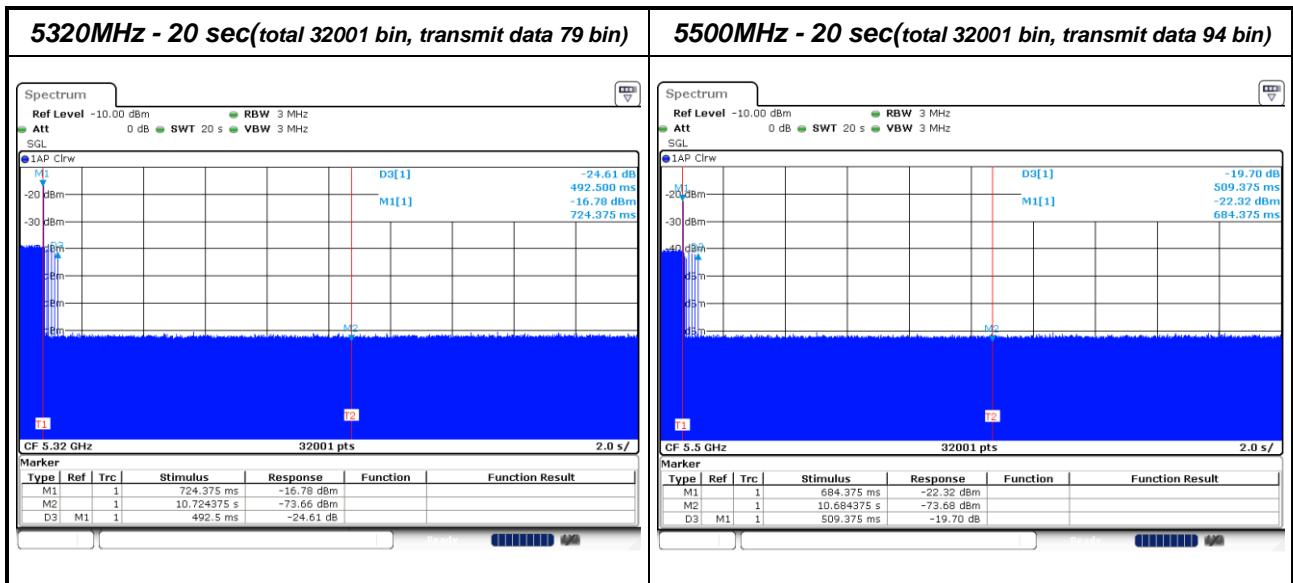 5320MHz - 20 sec(total 32001 bin, transmit data 79 bin)
Spectrum
Ref Level -10.00 dBm RBW 3 MHz
Att 0 dB SWT 20 s VBW 3 MHz
SGL
1AP Clrw
M1
D3[1] -24.61 dB
492.500 ms
-20 dBm
M1[1] -16.78 dBm
724.375 ms
-30 dBm
M2
T1
T2
CF 5.32 GHz 32001 pts 2.0 s/
Marker
Type Ref Trc Stimulus Response Function Function Result
M1 1 724.375 ms -16.78 dBm
M2 1 10.724375 s -73.66 dBm
D3 M1 1 492.5 ms -24.61 dB
5500MHz - 20 sec(total 32001 bin, transmit data 94 bin)
Spectrum
Ref Level -10.00 dBm RBW 3 MHz
Att 0 dB SWT 20 s VBW 3 MHz
SGL
1AP Clrw
D3[1] -19.70 dB
509.375 ms
M1
-20 dBm
M1[1] -22.32 dBm
684.375 ms
-30 dBm
-40 dBm
M2
T1
T2
CF 5.5 GHz 32001 pts 2.0 s/
Marker
Type Ref Trc Stimulus Response Function Function Result
M1 1 684.375 ms -22.32 dBm
M2 1 10.684375 s -73.68 dBm
D3 M1 1 509.375 ms -19.70 dB